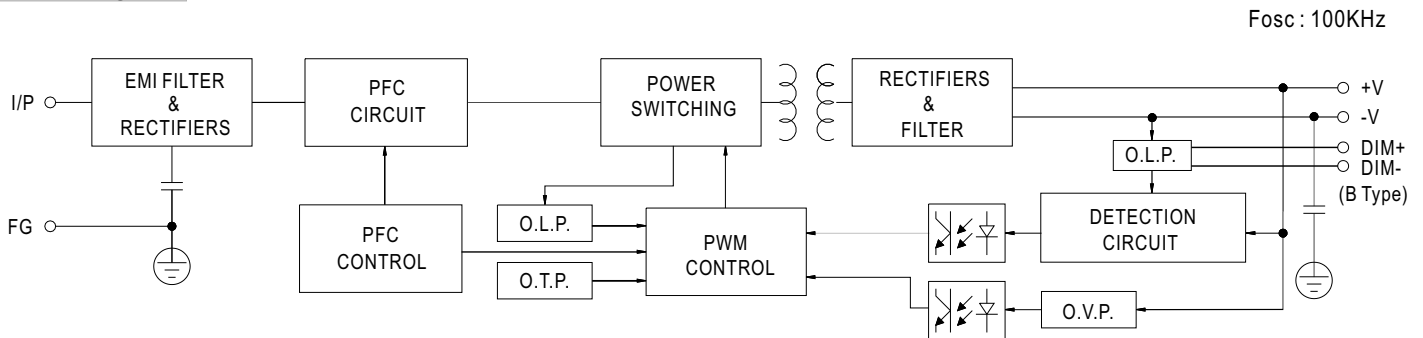 Fosc : 100KHz
I/P
EMI FILTER
&
RECTIFIERS
PFC
CIRCUIT
POWER
SWITCHING
RECTIFIERS
&
FILTER
+V
-V
DIM+
DIM-
(B Type)
O.L.P.
FG
PFC
CONTROL
O.L.P.
O.T.P.
PWM
CONTROL
DETECTION
CIRCUIT
O.V.P.